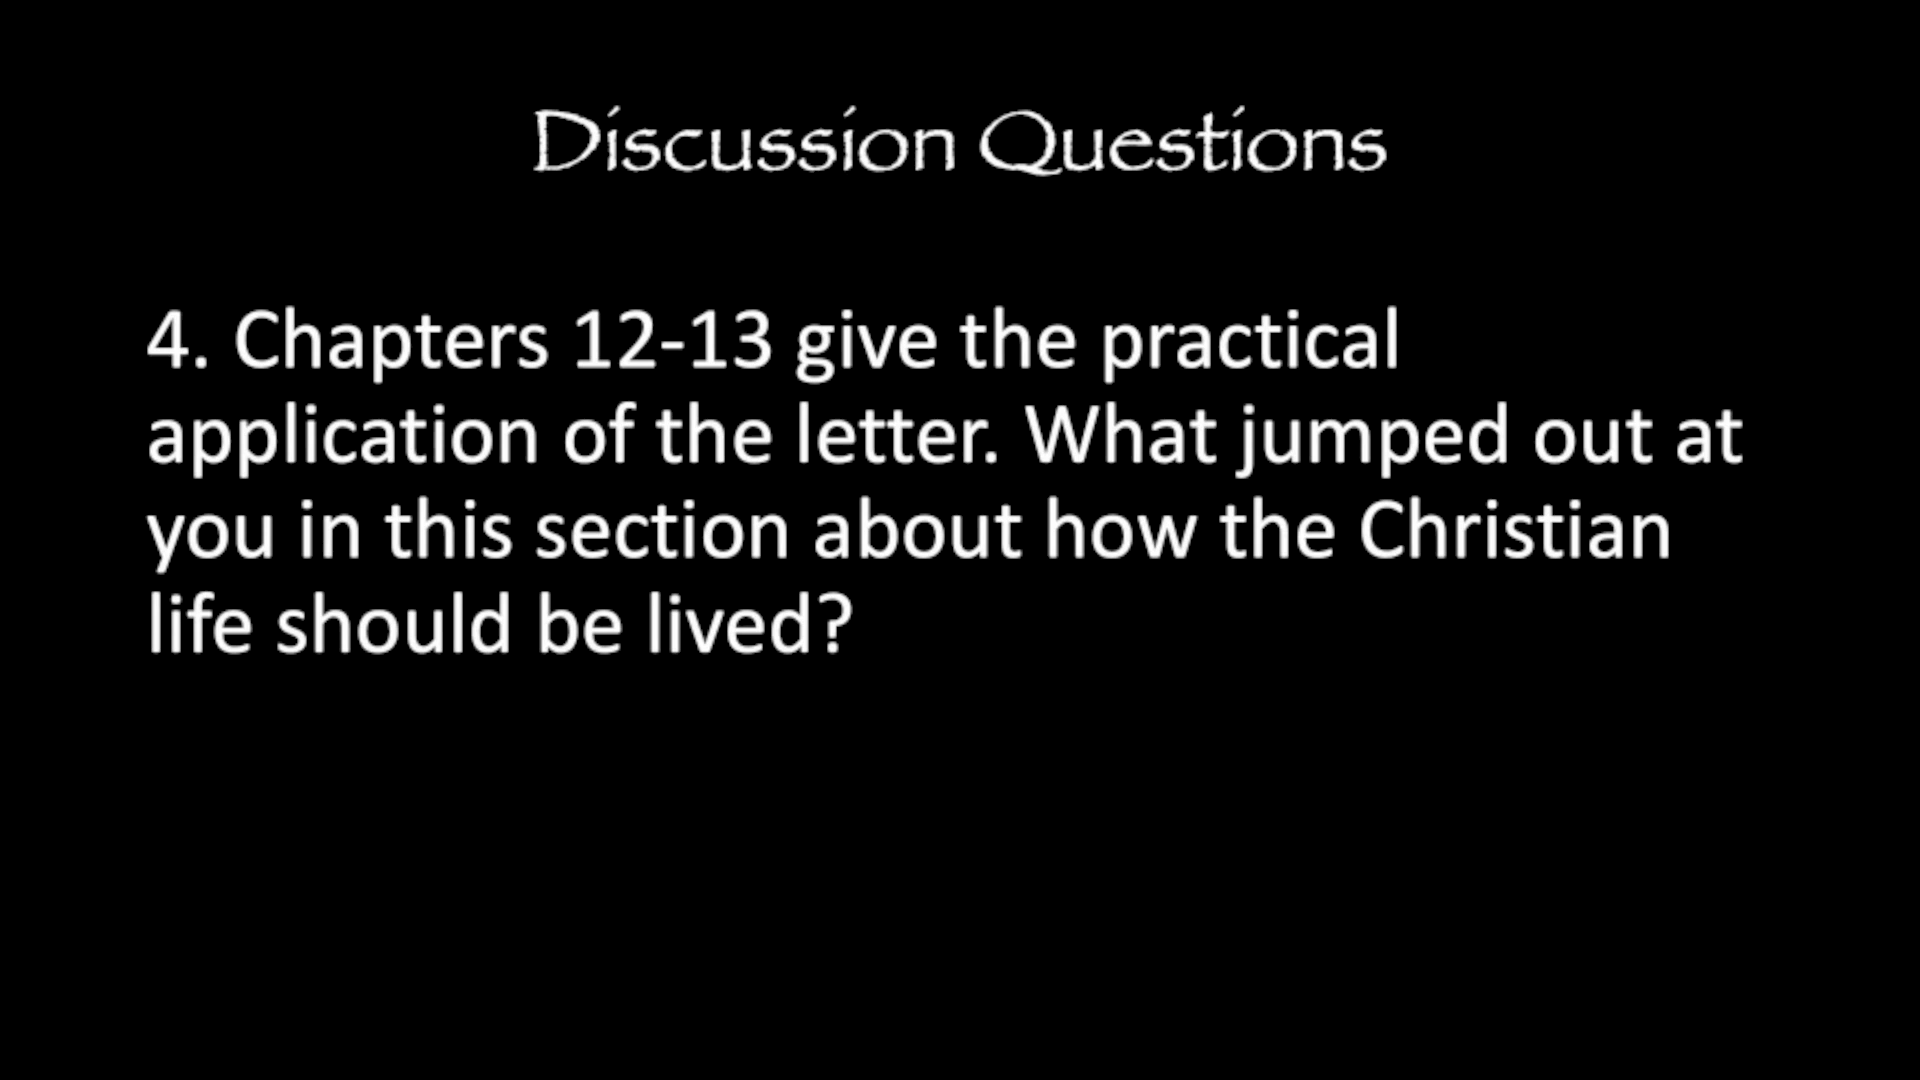 Discussion Questions
4. Chapters 12-13 give the practical
application of the letter. What jumped out at
you in this section about how the Christian
life should be lived?